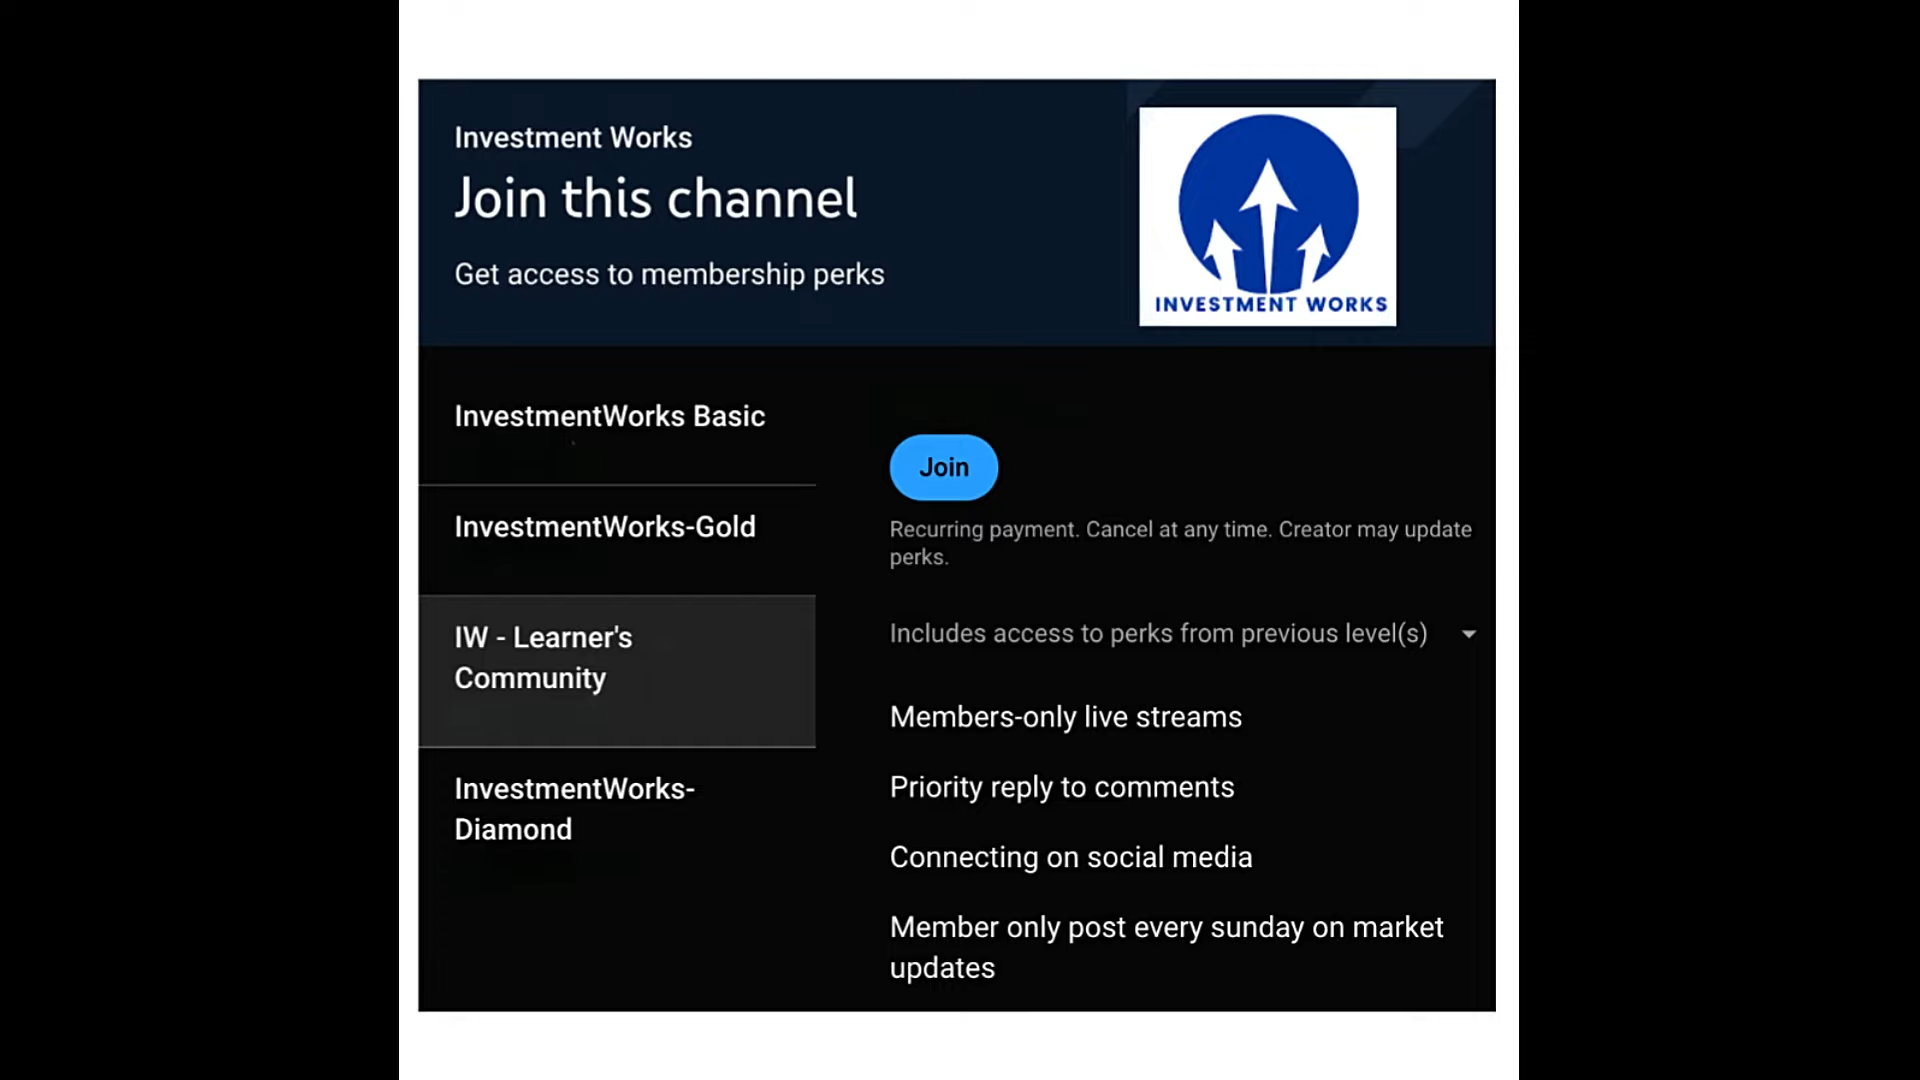 Investment Works
Join this channel
Get access to membership perks
INVESTMENT WORKS
InvestmentWorks Basic
InvestmentWorks-Gold
IW - Learner's
Community
InvestmentWorks-
Diamond
Join
Recurring payment. Cancel at any time. Creator may update
perks.
Includes access to perks from previous level(s)
Members-only live streams
Priority reply to comments
Connecting on social media
Member only post every sunday on market
updates